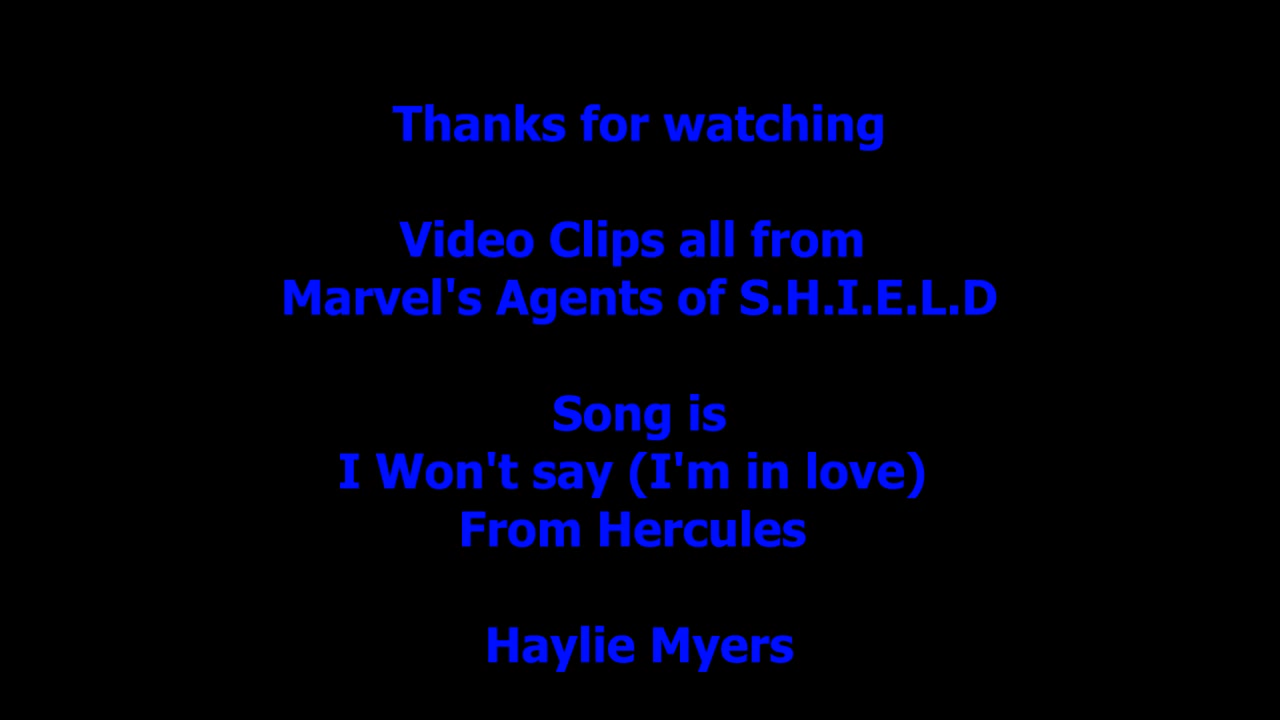 Thanks for watching
Video Clips all from
Marvel's Agents of S.H.I.E.L.D
Song is
I Won't say (I'm in love)
From Hercules
Haylie Myers